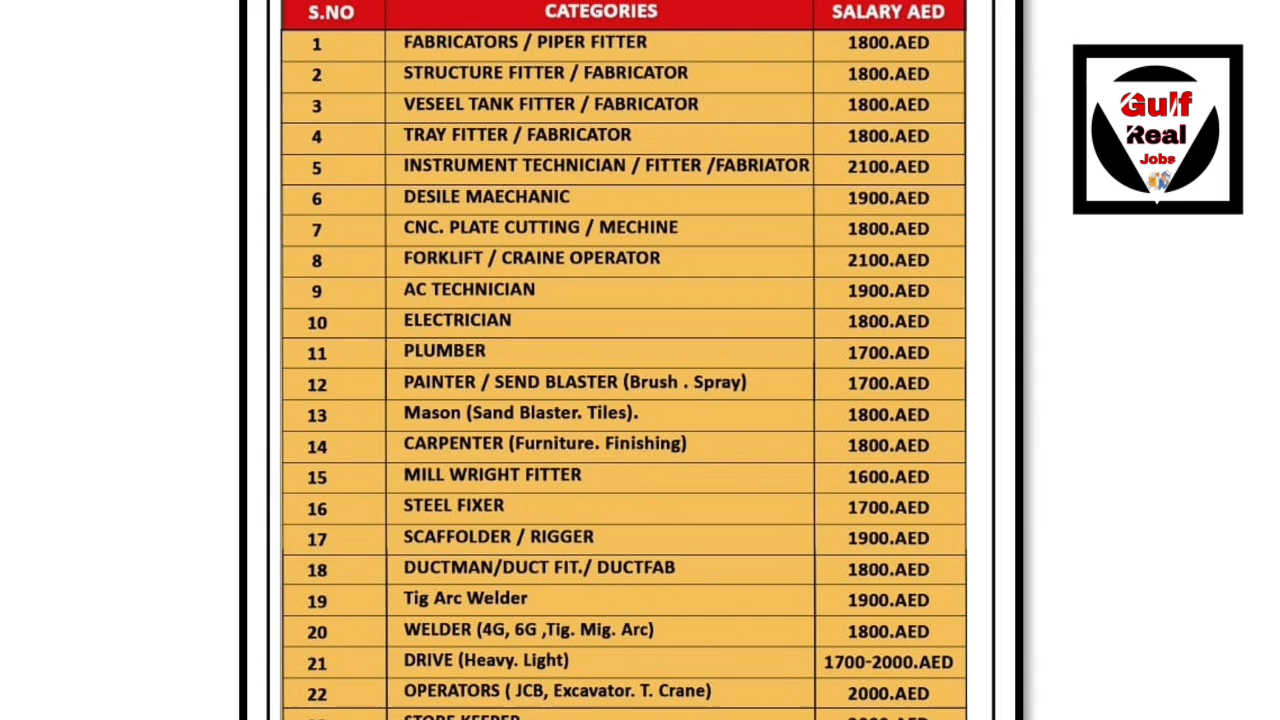 S.NO CATEGORIES SALARY AED
1 FABRICATORS / PIPER FITTER 1800.AED
2 STRUCTURE FITTER / FABRICATOR 1800.AED
3 VESEEL TANK FITTER / FABRICATOR 1800.AED
4 TRAY FITTER / FABRICATOR 1800.AED
5 INSTRUMENT TECHNICIAN / FITTER /FABRIATOR 2100.AED
6 DESILE MAECHANIC 1900.AED
7 CNC. PLATE CUTTING / MECHINE 1800.AED
8 FORKLIFT / CRAINE OPERATOR 2100.AED
9 AC TECHNICIAN 1900.AED
10 ELECTRICIAN 1800.AED
11 PLUMBER 1700.AED
12 PAINTER / SEND BLASTER (Brush . Spray) 1700.AED
13 Mason (Sand Blaster. Tiles). 1800.AED
14 CARPENTER (Furniture. Finishing) 1800.AED
15 MILL WRIGHT FITTER 1600.AED
16 STEEL FIXER 1700.AED
17 SCAFFOLDER / RIGGER 1900.AED
18 DUCTMAN/DUCT FIT./ DUCTFAB 1800.AED
19 Tig Arc Welder 1900.AED
20 WELDER (4G, 6G ,Tig. Mig. Arc) 1800.AED
21 DRIVE (Heavy. Light) 1700-2000.AED
22 OPERATORS ( JCB, Excavator. T. Crane) 2000.AED
STORE KEEPER
Gulf
Real
Jobs